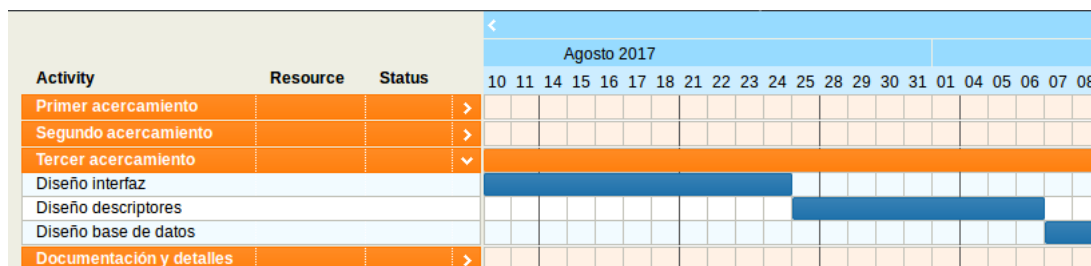 Agosto 2017
Activity Resource Status 10 11 14 15 16 17 18 21 22 23 24 25 28 29 30 31 01 04 05 06 07 08
Primer acercamiento
Segundo acercamiento
Tercer acercamiento
Diseño interfaz
Diseño descriptores
Diseño base de datos
Documentación y detalles